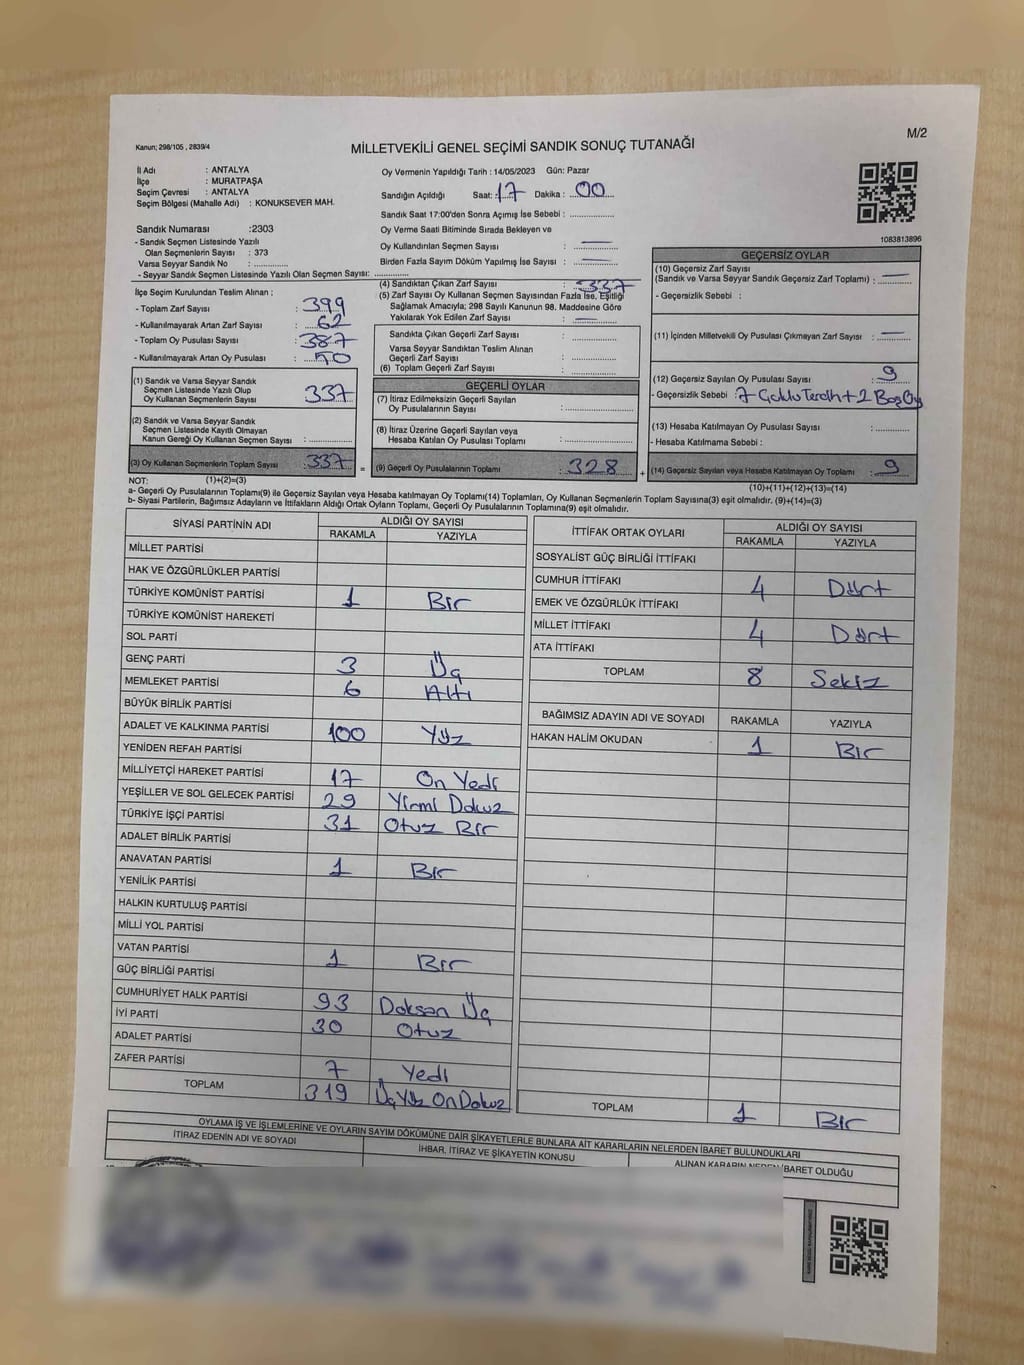 M/2
Kanun; 298/105 , 2839/4
MİLLETVEKİLİ GENEL SEÇİMİ SANDIK SONUÇ TUTANAĞI
İl Adı : ANTALYA
İlçe : MURATPAŞA
Seçim Çevresi : ANTALYA
Seçim Bölgesi (Mahalle Adı) : KONUKSEVER MAH.
Oy Vermenin Yapıldığı Tarih : 14/05/2023 Gün: Pazar
Sandığın Açıldığı Saat: 17 Dakika : 00
Sandık Saat 17:00'den Sonra Açımış İse Sebebi :
Sandık Numarası :2303
- Sandık Seçmen Listesinde Yazılı
Olan Seçmenlerin Sayısı : 373
Varsa Seyyar Sandık No :
- Seyyar Sandık Seçmen Listesinde Yazılı Olan Seçmen Sayısı:
Oy Verme Saati Bitiminde Sırada Bekleyen ve
Oy Kullandırılan Seçmen Sayısı : —
Birden Fazla Sayım Döküm Yapılmış İse Sayısı : —
1083813896
İlçe Seçim Kurulundan Teslim Alınan ;
- Toplam Zarf Sayısı : 399
- Kullanılmayarak Artan Zarf Sayısı : 62
- Toplam Oy Pusulası Sayısı : 387
- Kullanılmayarak Artan Oy Pusulası : 50
(4) Sandıktan Çıkan Zarf Sayısı : 337
(5) Zarf Sayısı Oy Kullanan Seçmen Sayısından Fazla İse, Eşitliği
Sağlamak Amacıyla; 298 Sayılı Kanunun 98. Maddesine Göre
Yakılarak Yok Edilen Zarf Sayısı : —
Sandıkta Çıkan Geçerli Zarf Sayısı :
Varsa Seyyar Sandıktan Teslim Alınan
Geçerli Zarf Sayısı :
(6) Toplam Geçerli Zarf Sayısı :
GEÇERSİZ OYLAR
(10) Geçersiz Zarf Sayısı
(Sandık ve Varsa Seyyar Sandık Geçersiz Zarf Toplamı) : —
- Geçersizlik Sebebi :
(11) İçinden Milletvekili Oy Pusulası Çıkmayan Zarf Sayısı : —
(12) Geçersiz Sayılan Oy Pusulası Sayısı : 9
- Geçersizlik Sebebi : 7 Çoklu Tercih + 2 Boş Oy
(13) Hesaba Katılmayan Oy Pusulası Sayısı :
- Hesaba Katılmama Sebebi :
(14) Geçersiz Sayılan veya Hesaba Katılmayan Oy Toplamı : 9
(10)+(11)+(12)+(13)=(14)
(1) Sandık ve Varsa Seyyar Sandık
Seçmen Listesinde Yazılı Olup
Oy Kullanan Seçmenlerin Sayısı : 337
(2) Sandık ve Varsa Seyyar Sandık
Seçmen Listesinde Kayıtlı Olmayan
Kanun Gereği Oy Kullanan Seçmen Sayısı :
(3) Oy Kullanan Seçmenlerin Toplam Sayısı : 337 =
GEÇERLİ OYLAR
(7) İtiraz Edilmeksizin Geçerli Sayılan
Oy Pusulalarının Sayısı :
(8) İtiraz Üzerine Geçerli Sayılan veya
Hesaba Katılan Oy Pusulası Toplamı :
(9) Geçerli Oy Pusulalarının Toplamı : 328 +
NOT: (1)+(2)=(3)
a- Geçerli Oy Pusulalarının Toplamı(9) ile Geçersiz Sayılan veya Hesaba katılmayan Oy Toplamı(14) Toplamları, Oy Kullanan Seçmenlerin Toplam Sayısına(3) eşit olmalıdır. (9)+(14)=(3)
b- Siyasi Partilerin, Bağımsız Adayların ve İttifakların Aldığı Ortak Oyların Toplamı, Geçerli Oy Pusulalarının Toplamına(9) eşit olmalıdır.
SİYASİ PARTİNİN ADI ALDIĞI OY SAYISI
RAKAMLA YAZIYLA
MİLLET PARTİSİ
HAK VE ÖZGÜRLÜKLER PARTİSİ
TÜRKİYE KOMÜNİST PARTİSİ 1 Bir
TÜRKİYE KOMÜNİST HAREKETİ
SOL PARTİ
GENÇ PARTİ 3 Üç
MEMLEKET PARTİSİ 6 Altı
BÜYÜK BİRLİK PARTİSİ
ADALET VE KALKINMA PARTİSİ 100 Yüz
YENİDEN REFAH PARTİSİ
MİLLİYETÇİ HAREKET PARTİSİ 17 On Yedi
YEŞİLLER VE SOL GELECEK PARTİSİ 29 Yirmi Dokuz
TÜRKİYE İŞÇİ PARTİSİ 31 Otuz Bir
ADALET BİRLİK PARTİSİ
ANAVATAN PARTİSİ 1 Bir
YENİLİK PARTİSİ
HALKIN KURTULUŞ PARTİSİ
MİLLİ YOL PARTİSİ
VATAN PARTİSİ 1 Bir
GÜÇ BİRLİĞİ PARTİSİ
CUMHURİYET HALK PARTİSİ 93 Doksan Üç
İYİ PARTİ 30 Otuz
ADALET PARTİSİ
ZAFER PARTİSİ 7 Yedi
TOPLAM 319 Üç Yüz On Dokuz
İTTİFAK ORTAK OYLARI ALDIĞI OY SAYISI
RAKAMLA YAZIYLA
SOSYALİST GÜÇ BİRLİĞİ İTTİFAKI
CUMHUR İTTİFAKI 4 Dört
EMEK VE ÖZGÜRLÜK İTTİFAKI
MİLLET İTTİFAKI 4 Dört
ATA İTTİFAKI
TOPLAM 8 Sekiz
BAĞIMSIZ ADAYIN ADI VE SOYADI RAKAMLA YAZIYLA
HAKAN HALİM OKUDAN 1 Bir
TOPLAM 1 Bir
OYLAMA İŞ VE İŞLEMLERİNE VE OYLARIN SAYIM DÖKÜMÜNE DAİR ŞİKAYETLERLE BUNLARA AİT KARARLARIN NELERDEN İBARET BULUNDUKLARI
İTİRAZ EDENİN ADI VE SOYADI İHBAR, İTİRAZ VE ŞİKAYETİN KONUSU ALINAN KARARIN NEDEN İBARET OLDUĞU